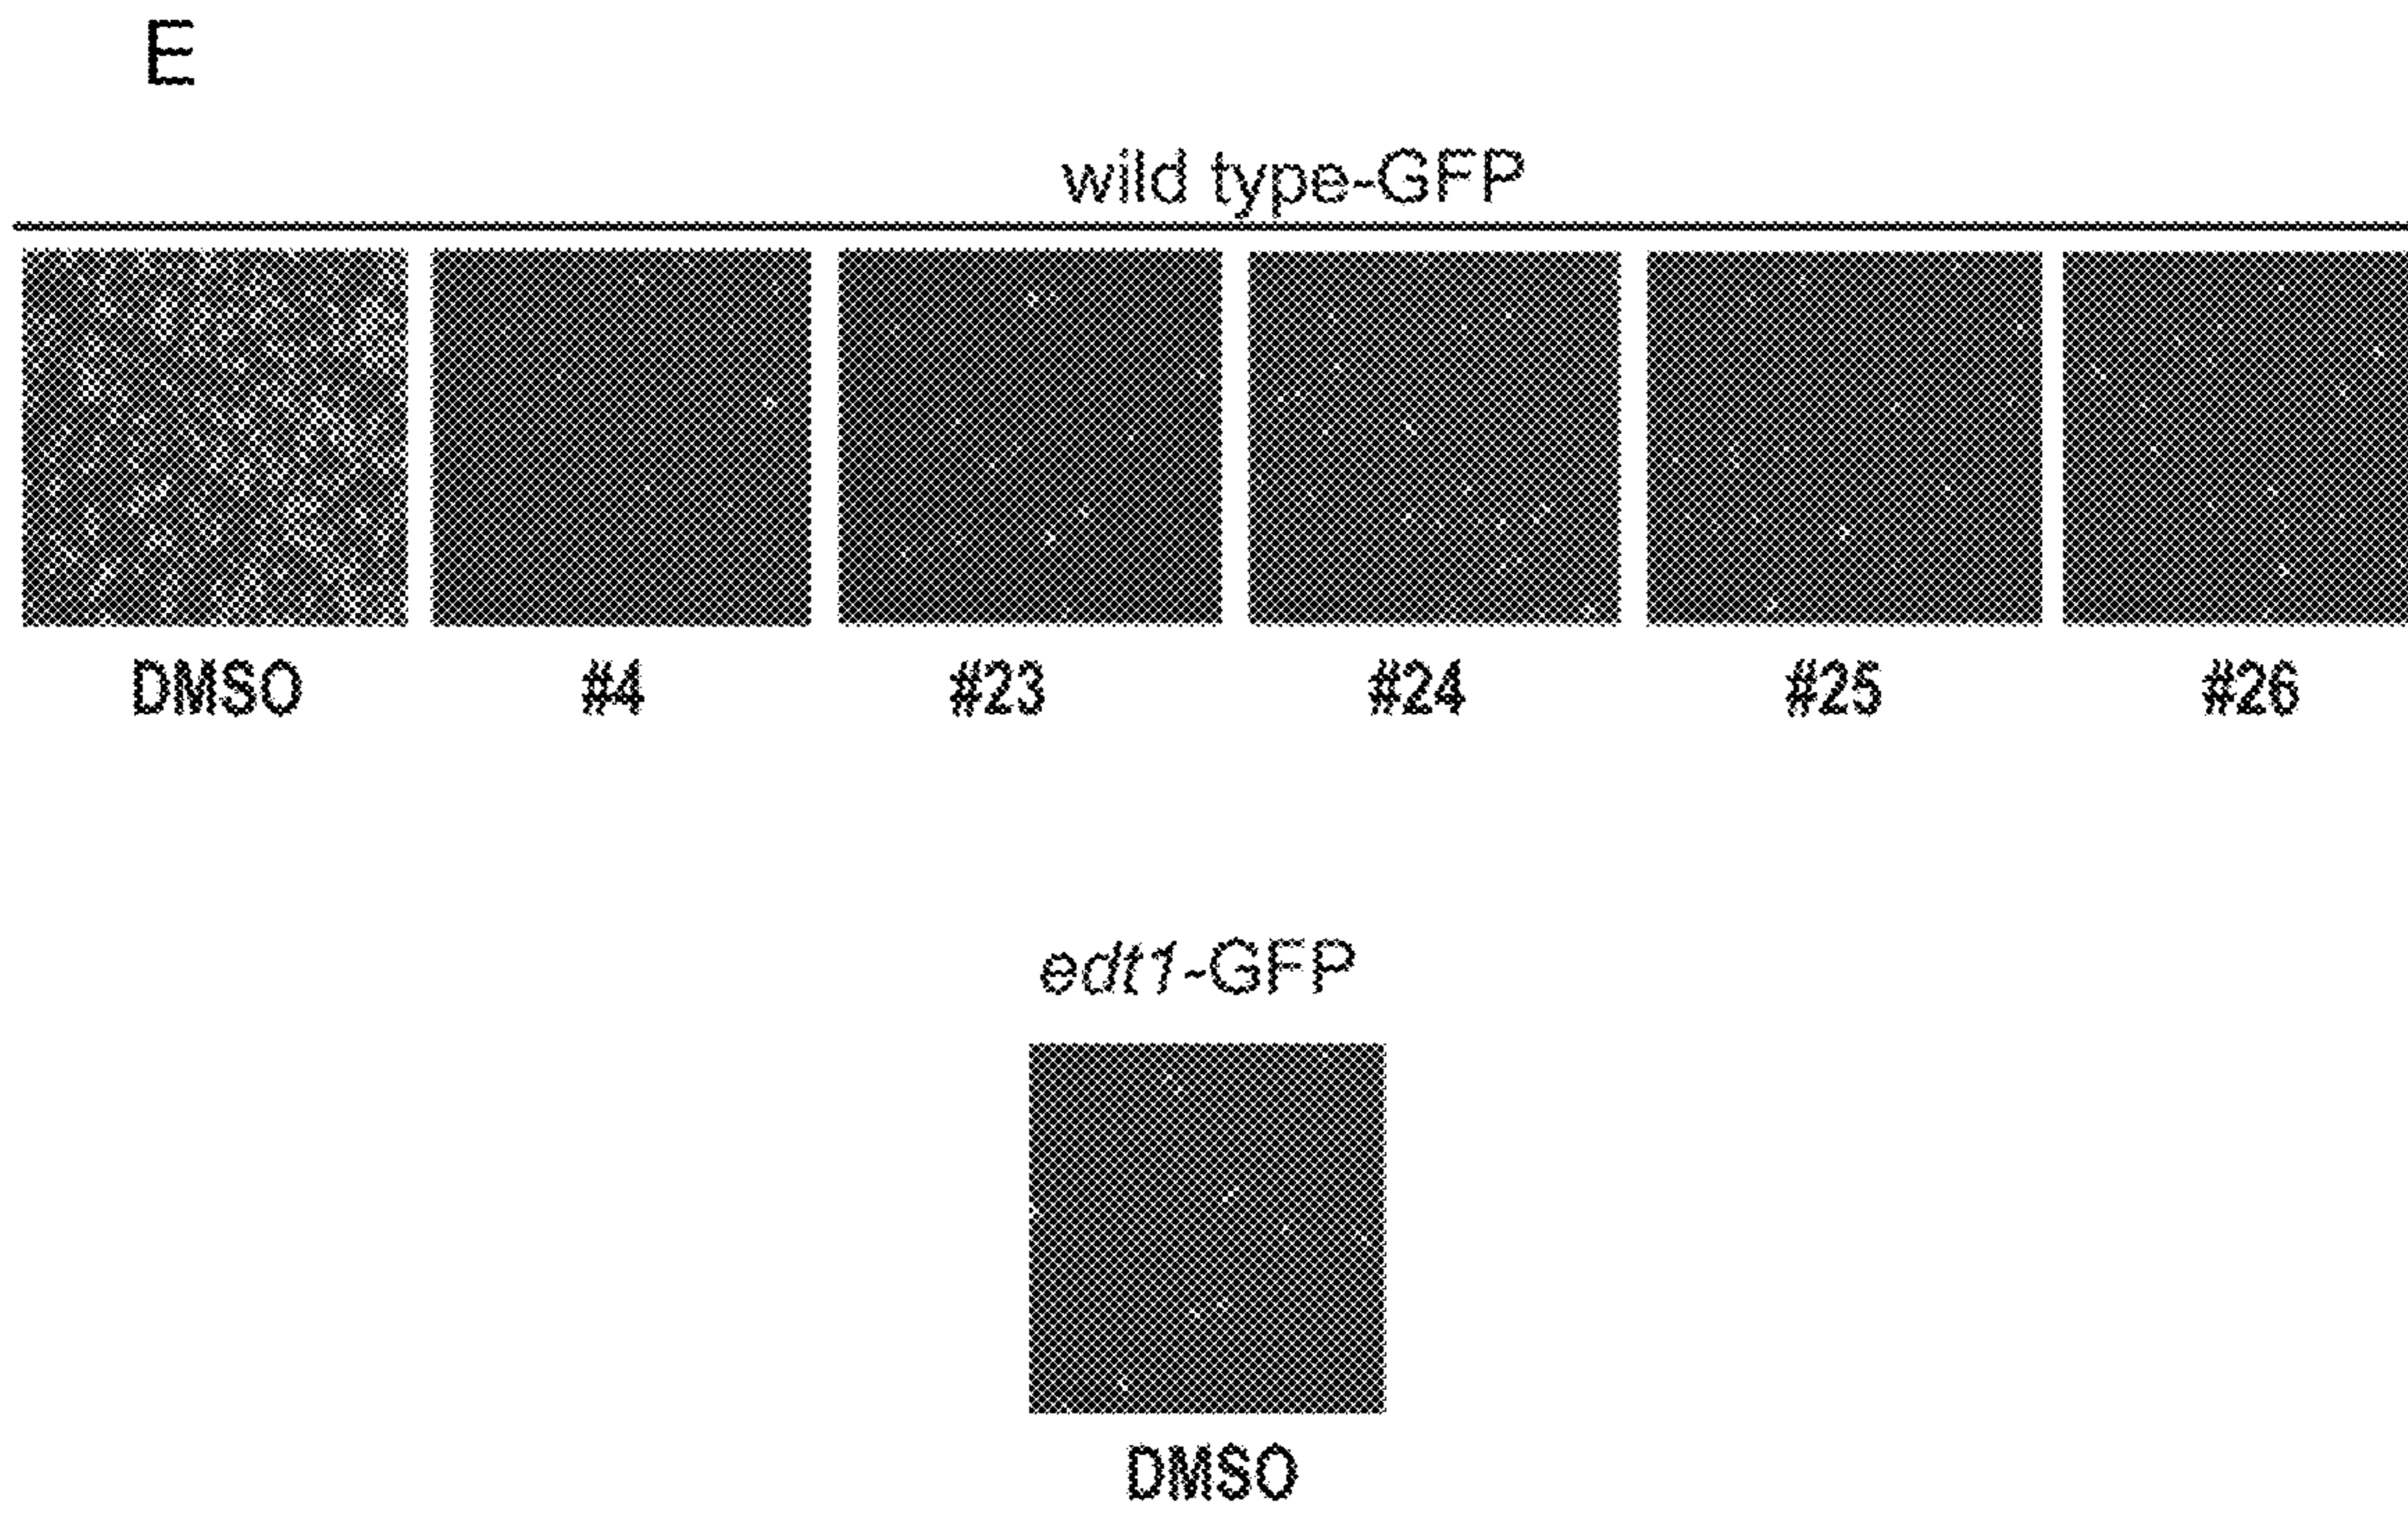 E
wild type-GFP
DMSO #4 #23 #24 #25 #26
edt1-GFP
DMSO